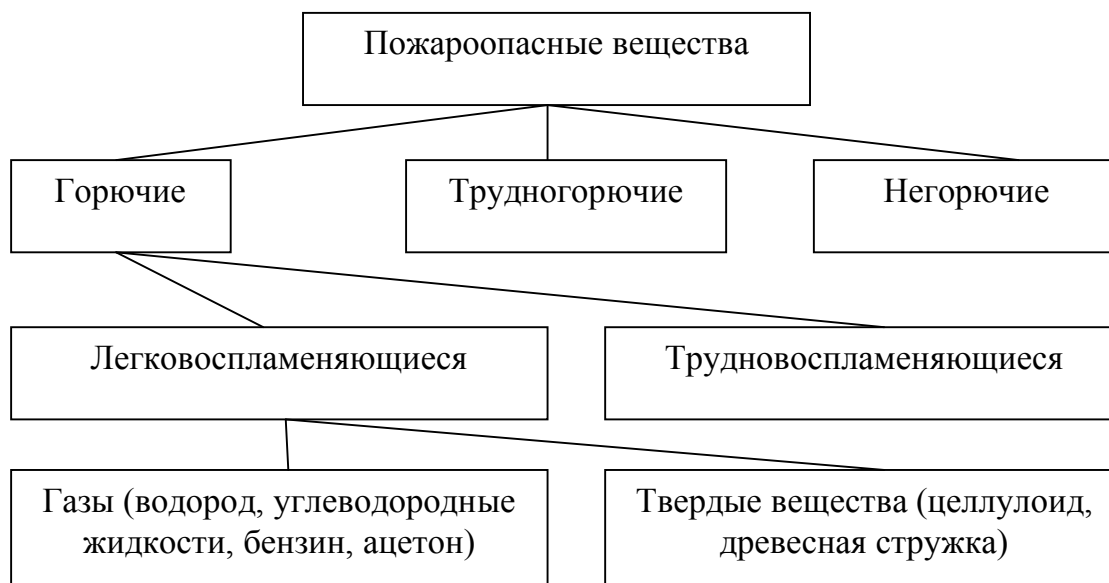 Пожароопасные вещества
Горючие
Трудногорючие
Негорючие
Легковоспламеняющиеся
Трудновоспламеняющиеся
Газы (водород, углеводородные
жидкости, бензин, ацетон)
Твердые вещества (целлулоид,
древесная стружка)